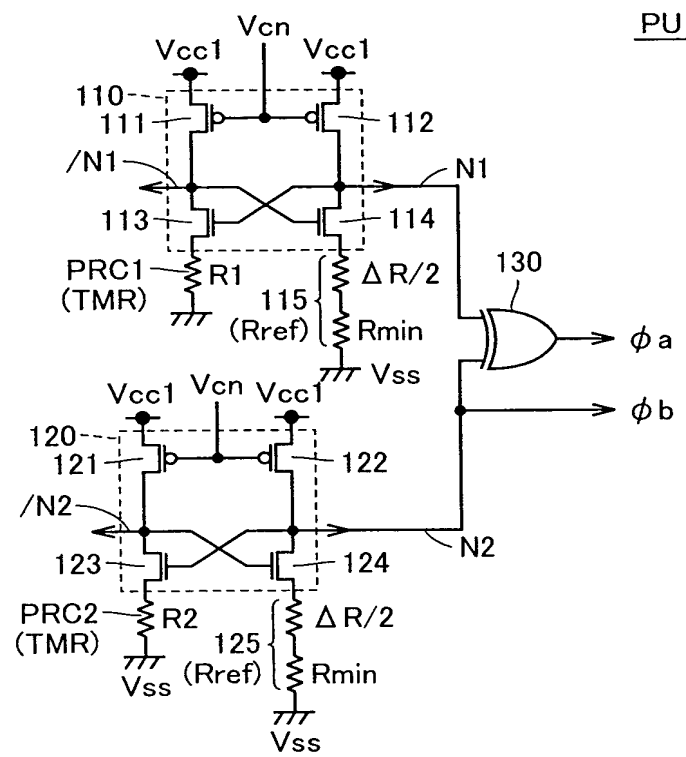 PU
Vcn
Vcc1 Vcc1
110
111 112
/N1 N1
113 114
130
PRC1 R1 ΔR/2
(TMR) 115
(Rref) Rmin
φa
Vss
Vcc1 Vcn Vcc1
φb
120
121 122
/N2 N2
123 124
PRC2 R2 ΔR/2
(TMR) 125
Vss (Rref) Rmin
Vss